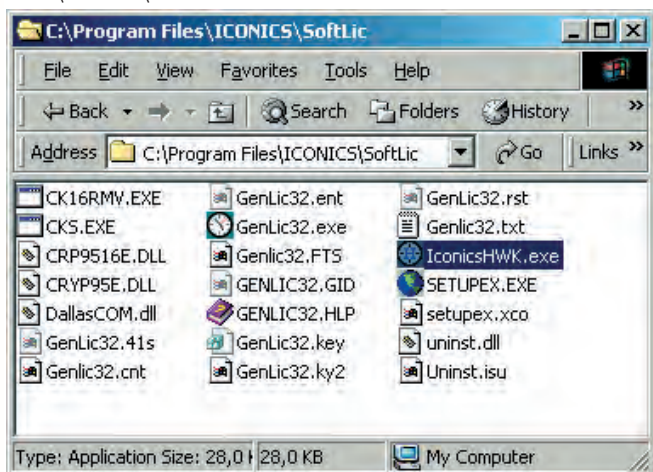 C:\Program Files\ICONICS\SoftLic
File Edit View Favorites Tools Help
Back Search Folders History »
Address C:\Program Files\ICONICS\SoftLic Go Links »
CK16RMV.EXE GenLic32.ent GenLic32.rst
CKS.EXE GenLic32.exe Genlic32.txt
CRP9516E.DLL Genlic32.FTS IconicsHWK.exe
CRYP95E.DLL GENLIC32.GID SETUPEX.EXE
DallasCOM.dll GENLIC32.HLP setupex.xco
GenLic32.41s GenLic32.key uninst.dll
Genlic32.cnt GenLic32.ky2 Uninst.isu
Type: Application Size: 28,0 28,0 KB My Computer